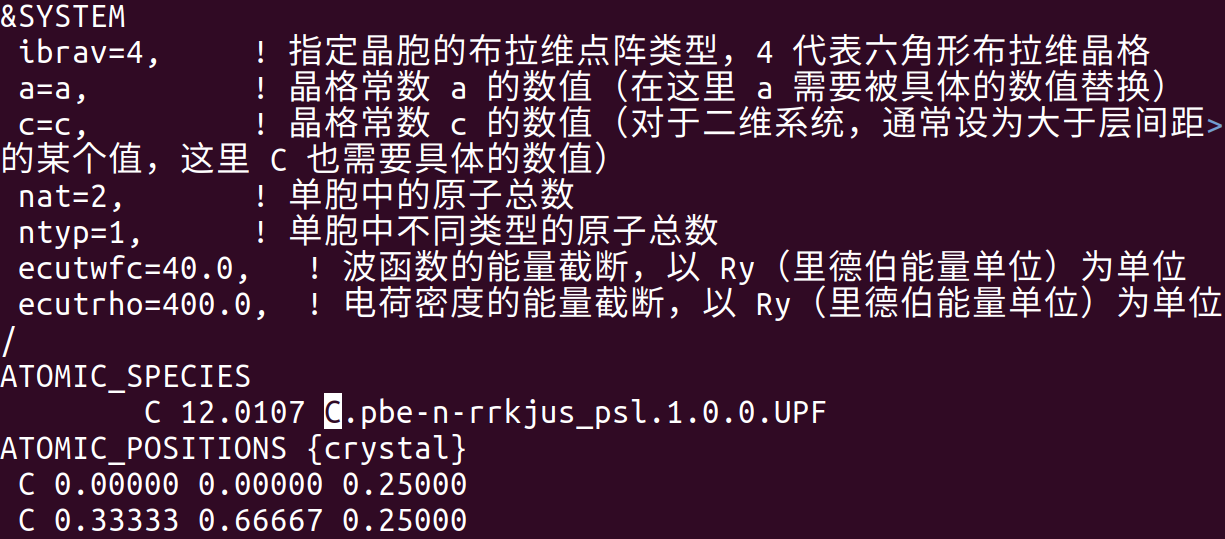 &SYSTEM
ibrav=4,     ! 指定晶胞的布拉维点阵类型，4 代表六角形布拉维晶格
a=a,         ! 晶格常数 a 的数值（在这里 a 需要被具体的数值替换）
c=c,         ! 晶格常数 c 的数值（对于二维系统，通常设为大于层间距>
的某个值，这里 C 也需要具体的数值）
nat=2,       ! 单胞中的原子总数
ntyp=1,      ! 单胞中不同类型的原子总数
ecutwfc=40.0,   ! 波函数的能量截断，以 Ry（里德伯能量单位）为单位
ecutrho=400.0,  ! 电荷密度的能量截断，以 Ry（里德伯能量单位）为单位
/
ATOMIC_SPECIES
C 12.0107 C.pbe-n-rrkjus_psl.1.0.0.UPF
ATOMIC_POSITIONS {crystal}
C 0.00000 0.00000 0.25000
C 0.33333 0.66667 0.25000